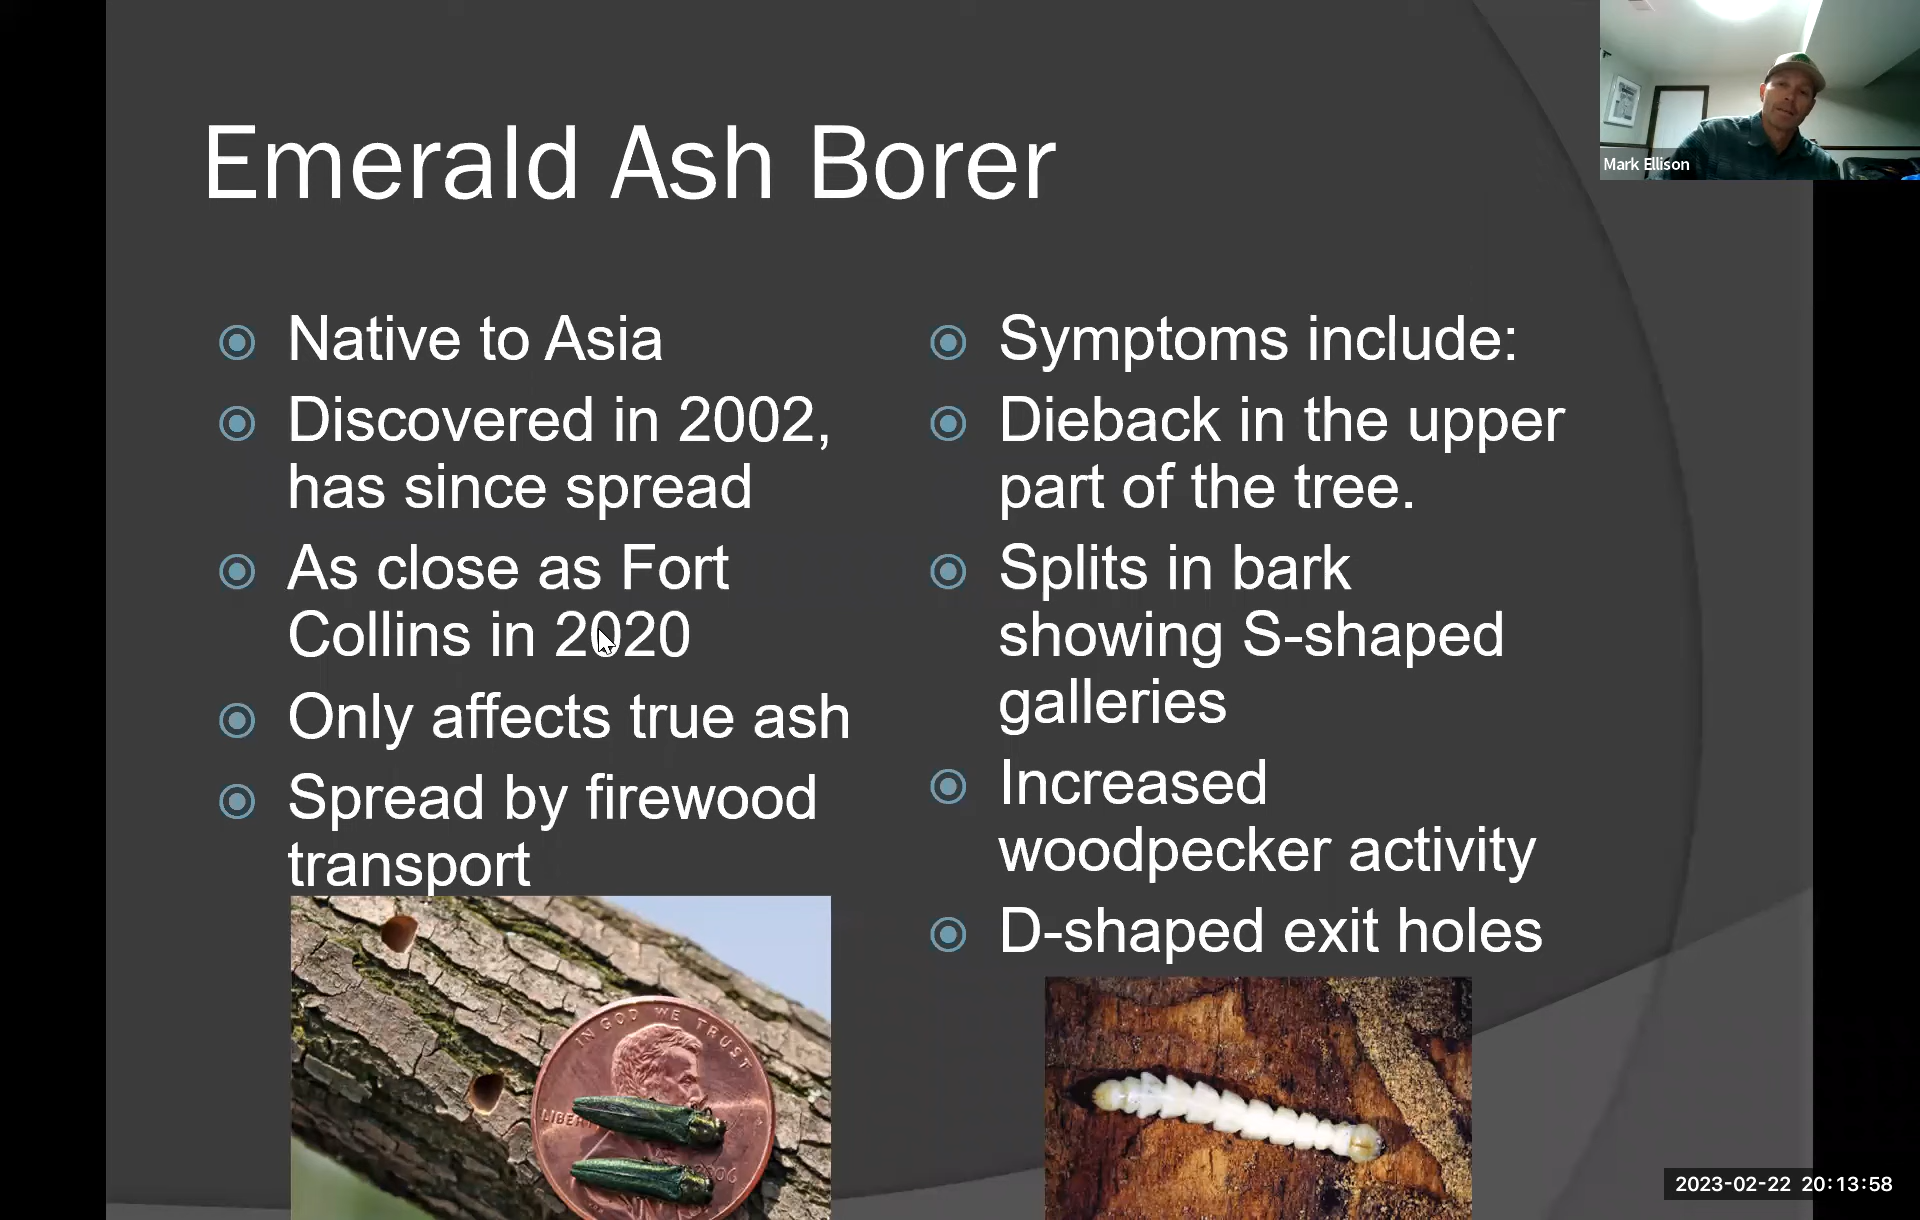 Emerald Ash Borer
Native to Asia
Discovered in 2002,
has since spread
As close as Fort
Collins in 2020
Only affects true ash
Spread by firewood
transport
Symptoms include:
Dieback in the upper
part of the tree.
Splits in bark
showing S-shaped
galleries
Increased
woodpecker activity
D-shaped exit holes
Mark Ellison
IN GOD WE TRUST
2006
2023-02-22 20:13:58